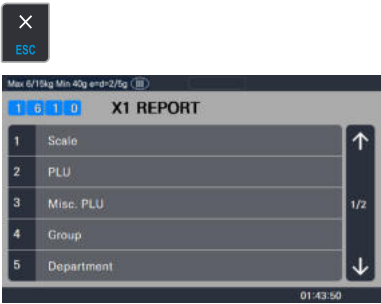 ×
ESC
Max 6/15kg Min 40g e=d=2/5g III
1 6 1 0 X1 REPORT
1 Scale
2 PLU
3 Misc. PLU
1/2
4 Group
5 Department
01:43:50